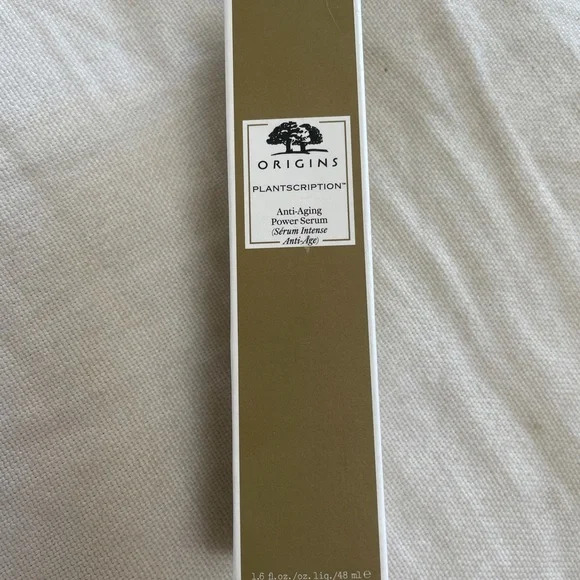 ORIGINS
PLANTSCRIPTION™
Anti-Aging
Power Serum
(Sérum Intense
Anti-Âge)
1.6 fl.oz./oz. liq./48 ml ℮